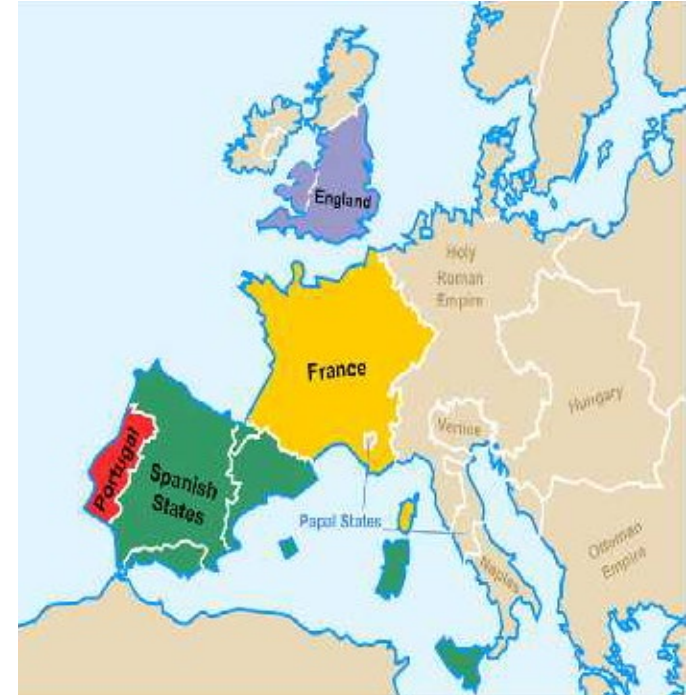 England
Holy
Roman
Empire
France
Hungary
Venice
Portugal
Spanish
States
Papal States
Ottoman
Empire
Naples